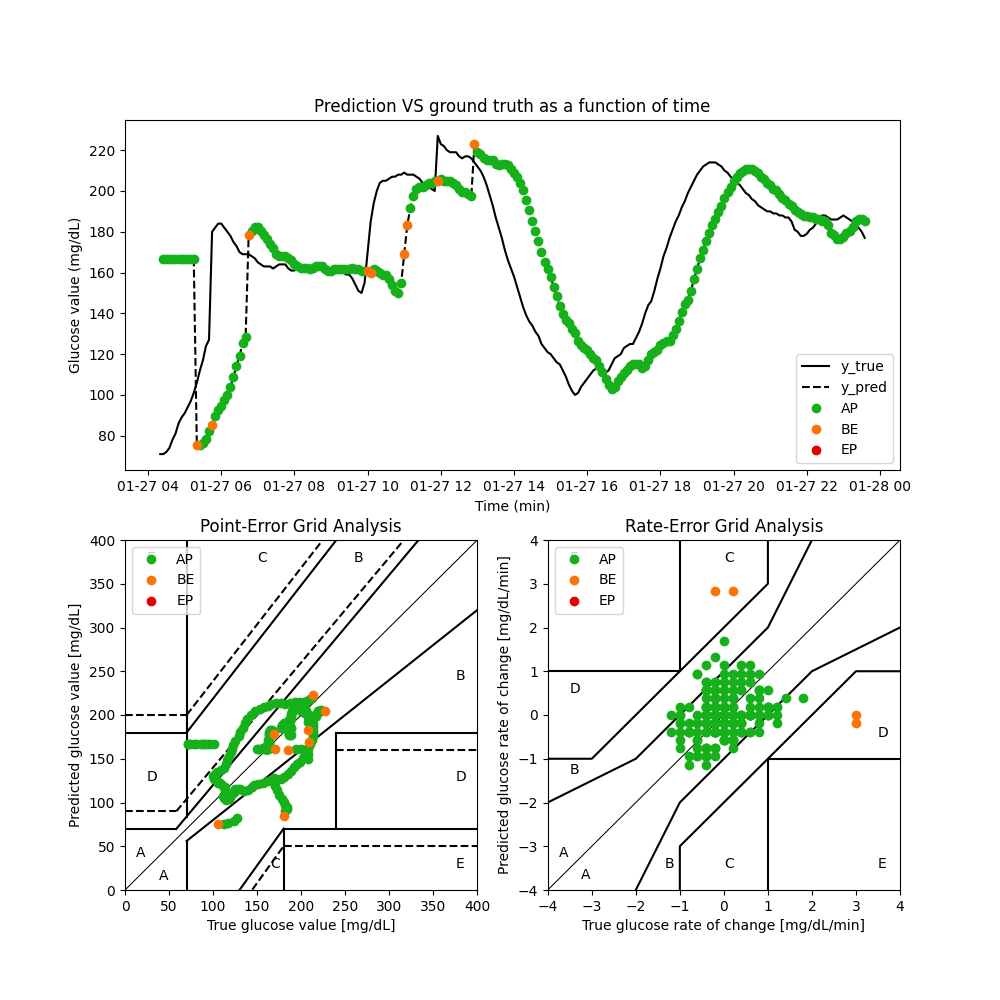 Prediction VS ground truth as a function of time
Glucose value (mg/dL)
220
200
180
160
140
120
100
80
y_true
y_pred
AP
BE
EP
01-27 04
01-27 06
01-27 08
01-27 10
01-27 12
01-27 14
01-27 16
01-27 18
01-27 20
01-27 22
01-28 00
Time (min)
Point-Error Grid Analysis
Predicted glucose value [mg/dL]
400
350
300
250
200
150
100
50
0
AP
BE
EP
C
B
B
D
D
A
A
C
E
0
50
100
150
200
250
300
350
400
True glucose value [mg/dL]
Rate-Error Grid Analysis
Predicted glucose rate of change [mg/dL/min]
4
3
2
1
0
−1
−2
−3
−4
AP
BE
EP
C
D
D
B
A
A
B
C
E
−4
−3
−2
−1
0
1
2
3
4
True glucose rate of change [mg/dL/min]